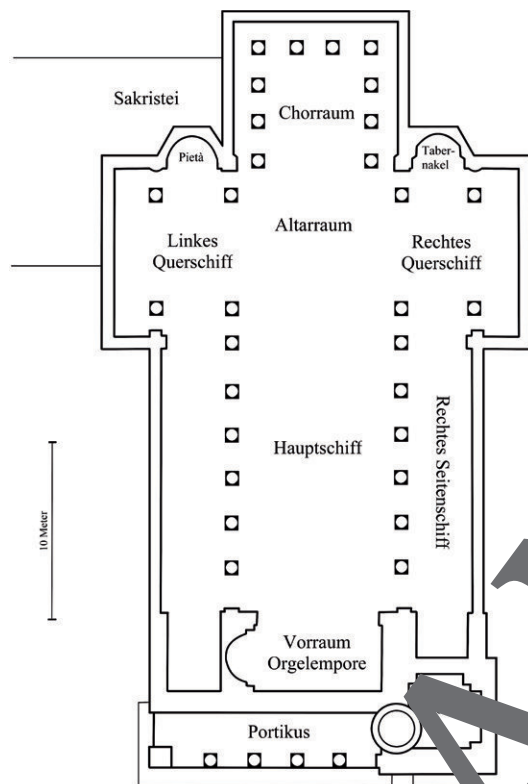 Sakristei
Chorraum
Pietà
Taber-
nakel
Altarraum
Linkes
Querschiff
Rechtes
Querschiff
Rechtes Seitenschiff
Hauptschiff
10 Meter
Vorraum
Orgelempore
Portikus